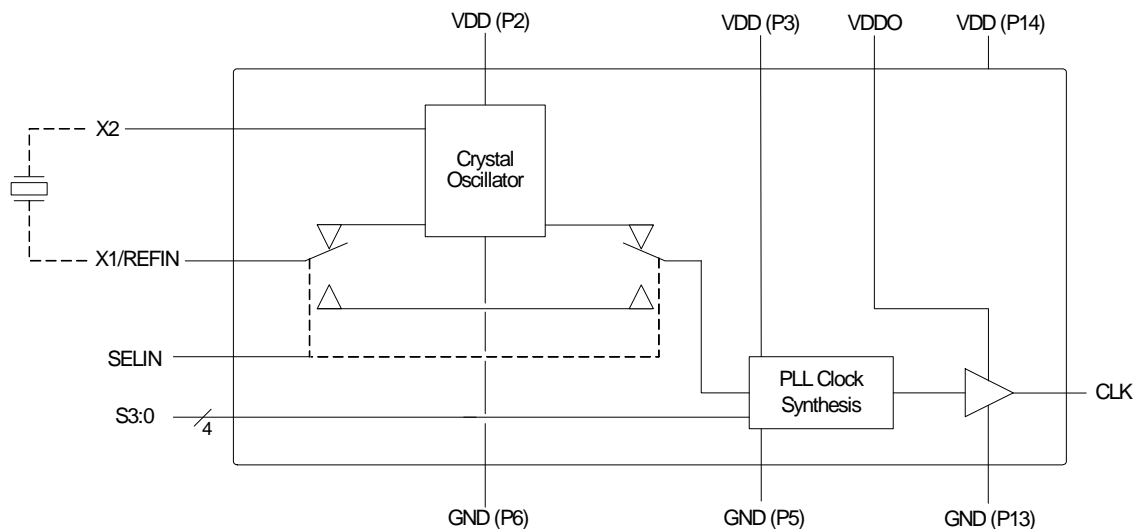 VDD (P2)
VDD (P3)
VDDO
VDD (P14)
X2
Crystal
Oscillator
X1/REFIN
SELIN
PLL Clock
Synthesis
CLK
S3:0
4
GND (P6)
GND (P5)
GND (P13)